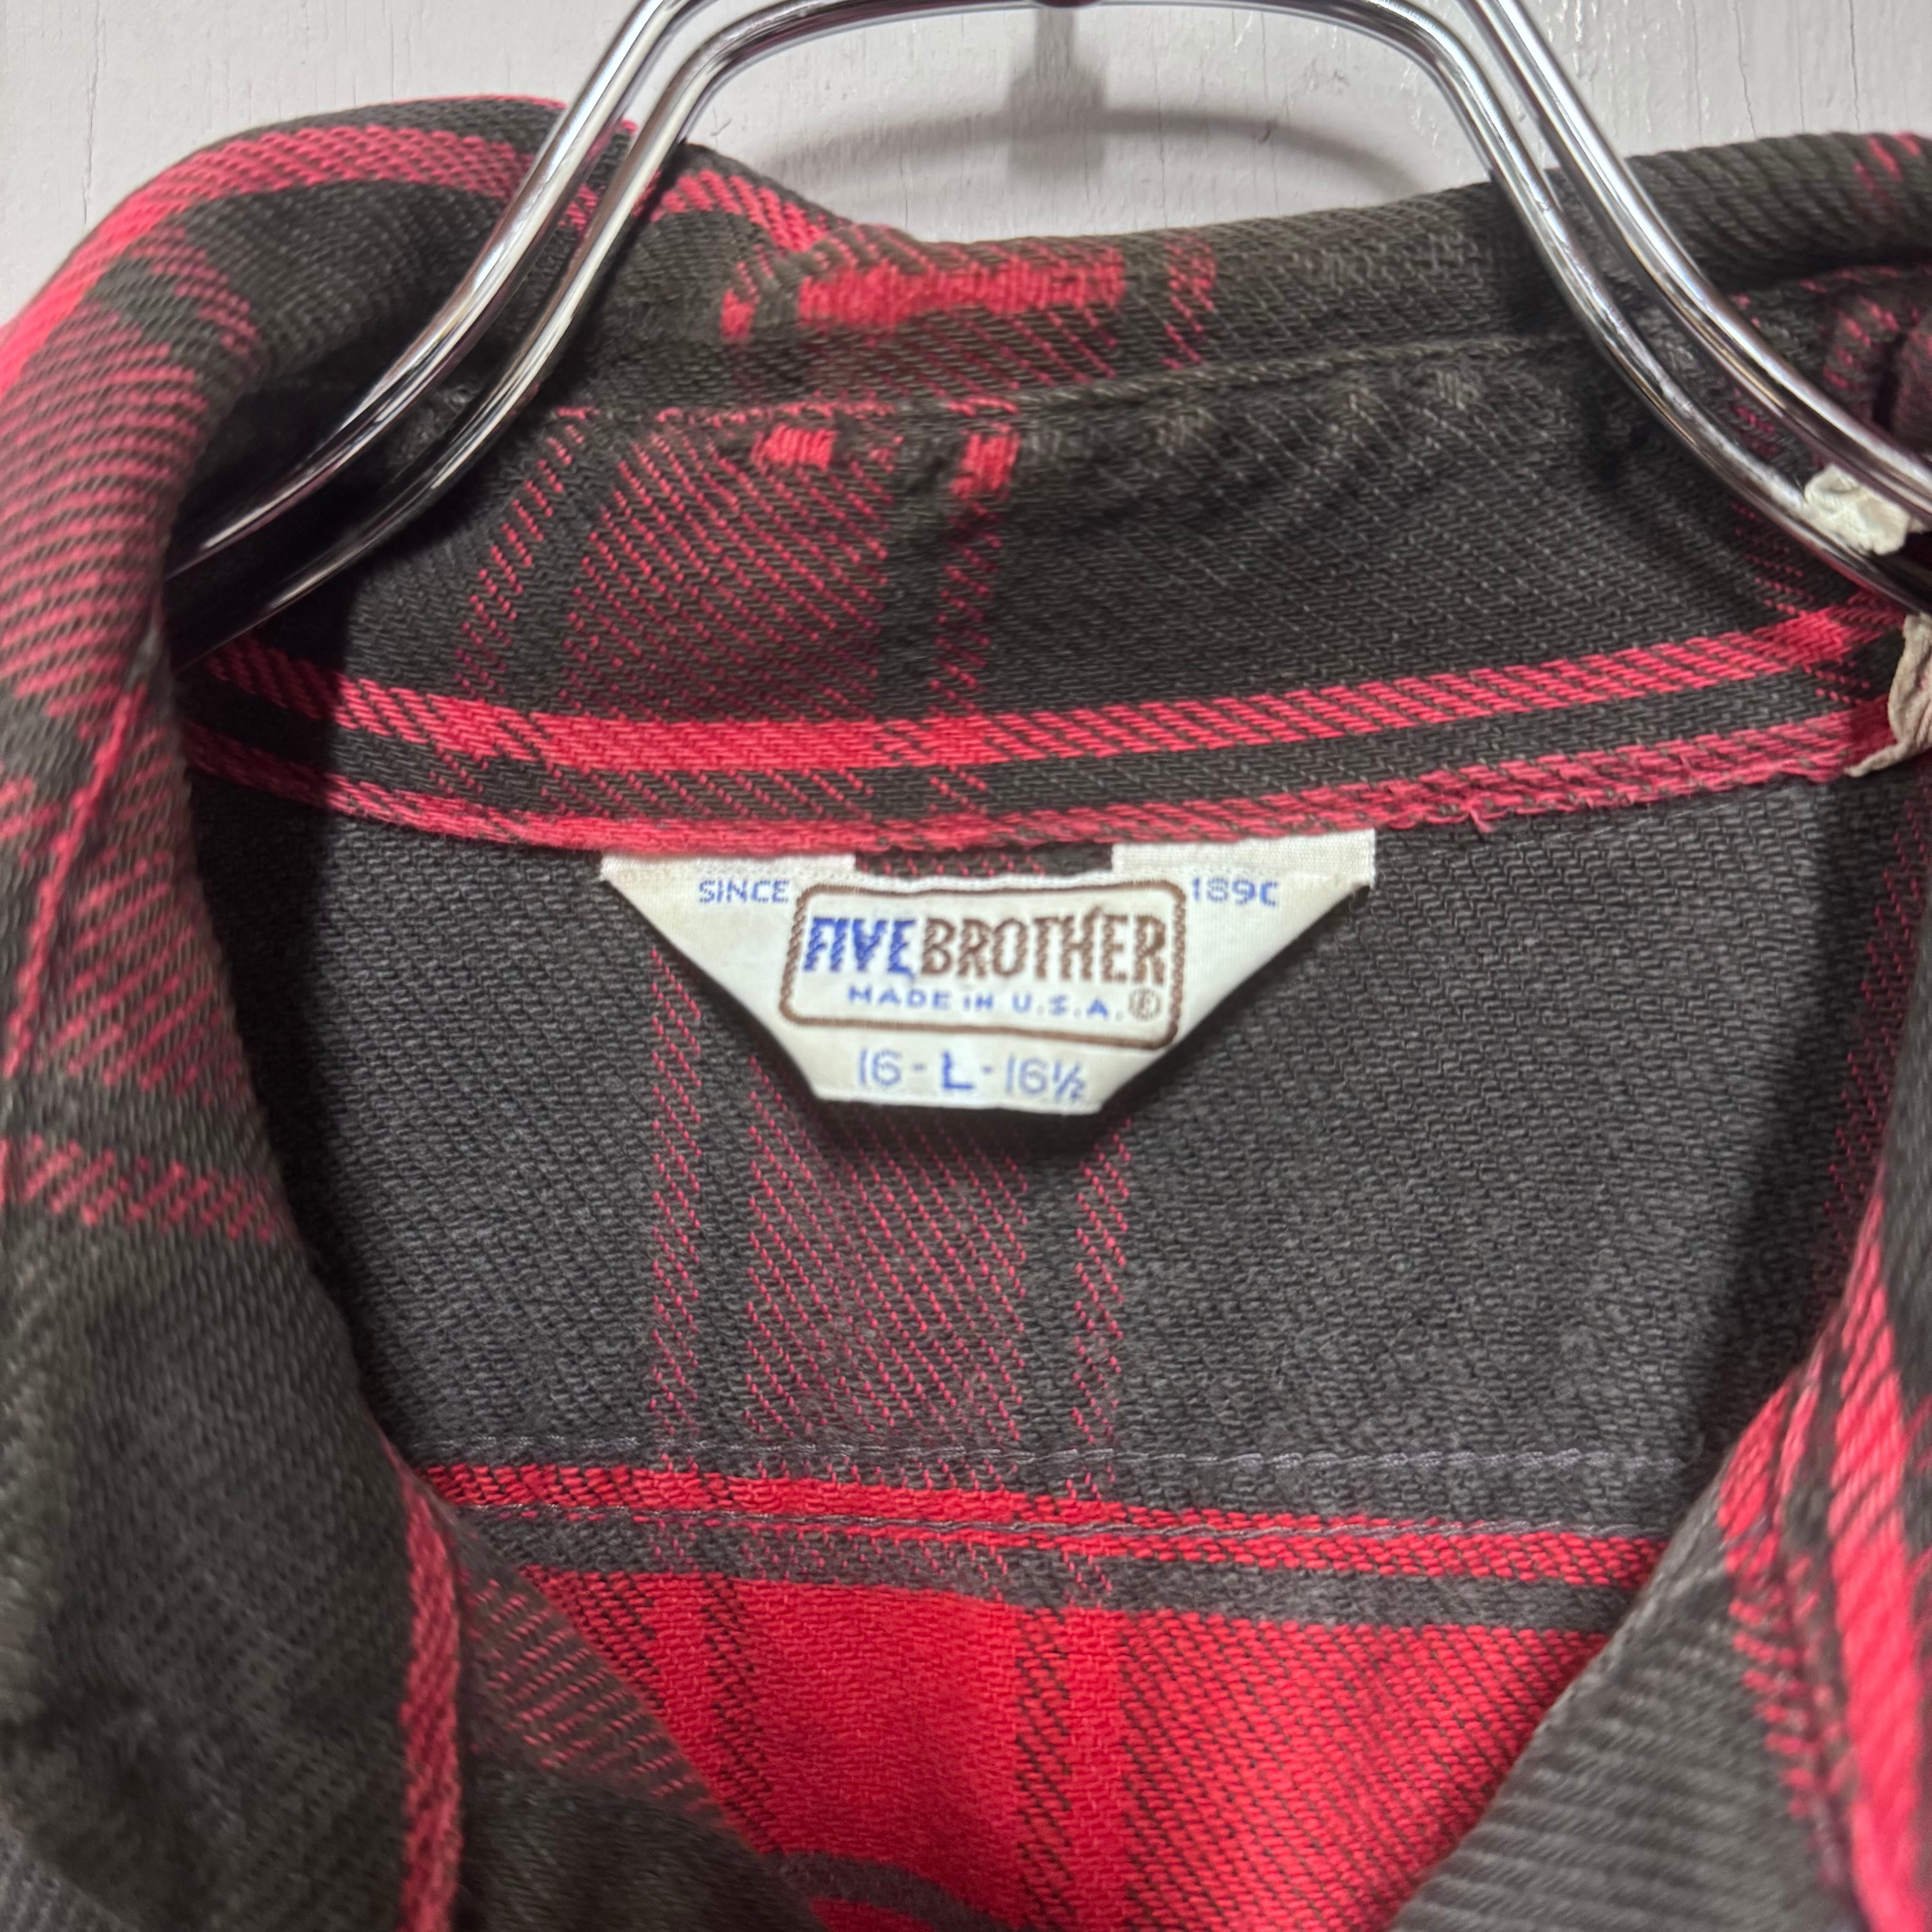 SINCE 1890
FIVE BROTHER
MADE IN U.S.A.®
16-L-16½